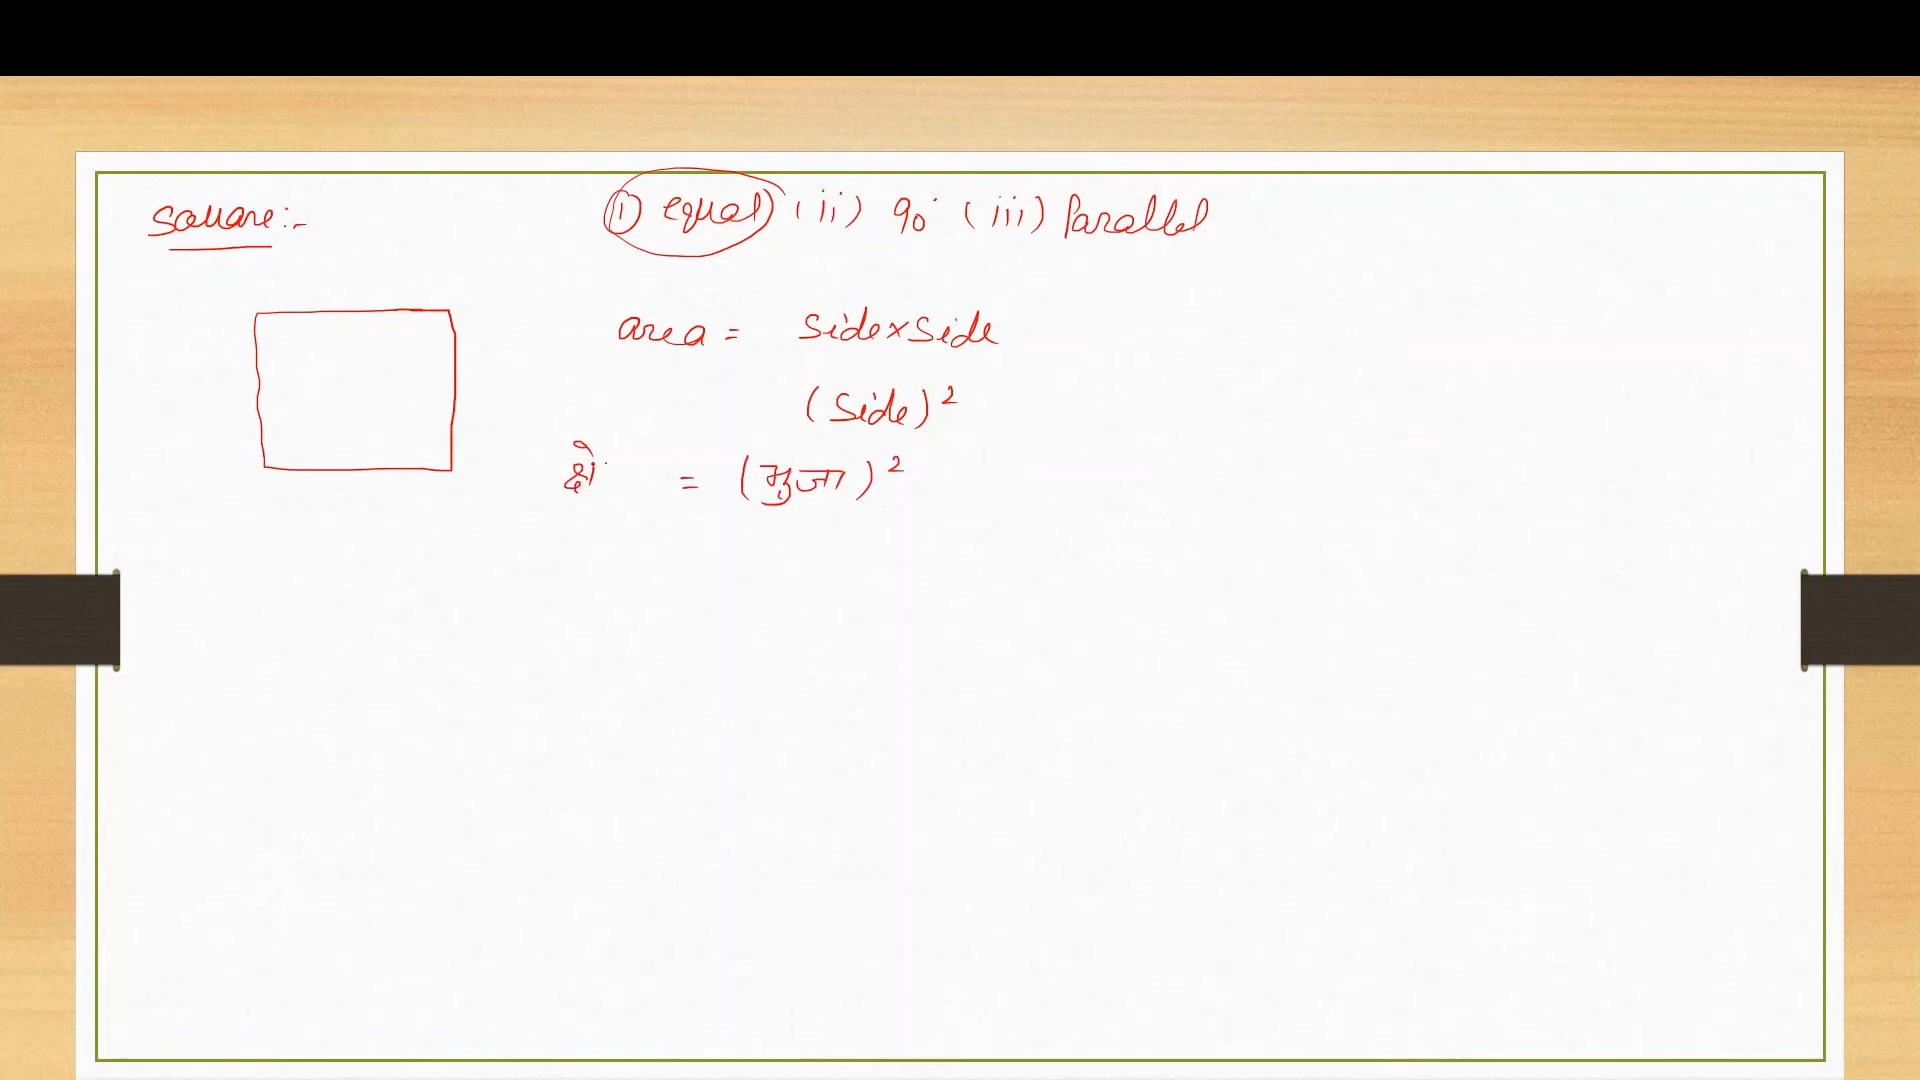 Square:-
(i) equal (ii) 90° (iii) Parallel
area = Side×Side
(Side)²
क्षे = (भुजा)²